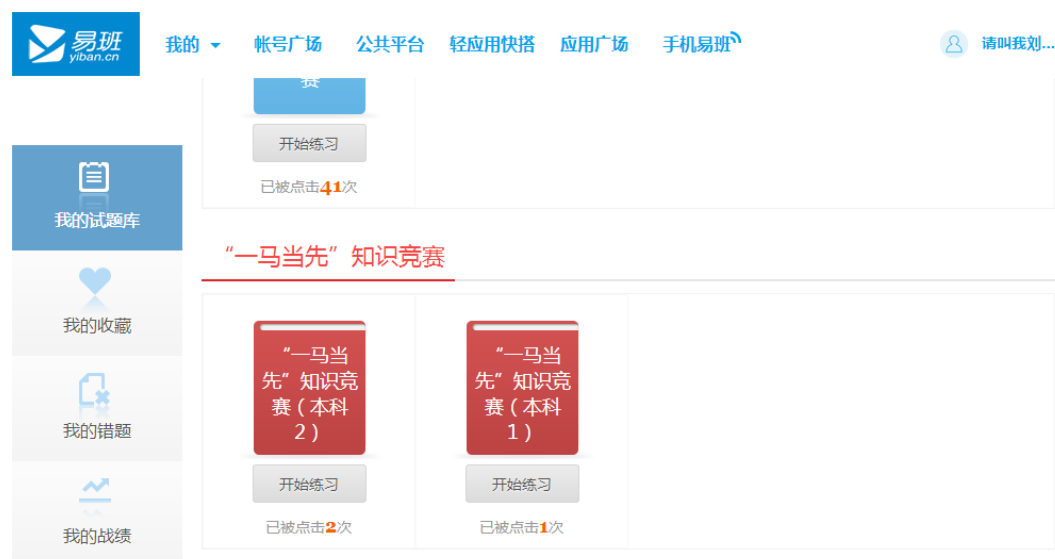 易班
yiban.cn
我的 帐号广场 公共平台 轻应用快搭 应用广场 手机易班 请叫我刘...
赛
开始练习
已被点击41次
我的试题库
我的收藏
我的错题
我的战绩
“一马当先”知识竞赛
“一马当
先”知识竞
赛（本科
2）
开始练习
已被点击2次
“一马当
先”知识竞
赛（本科
1）
开始练习
已被点击1次